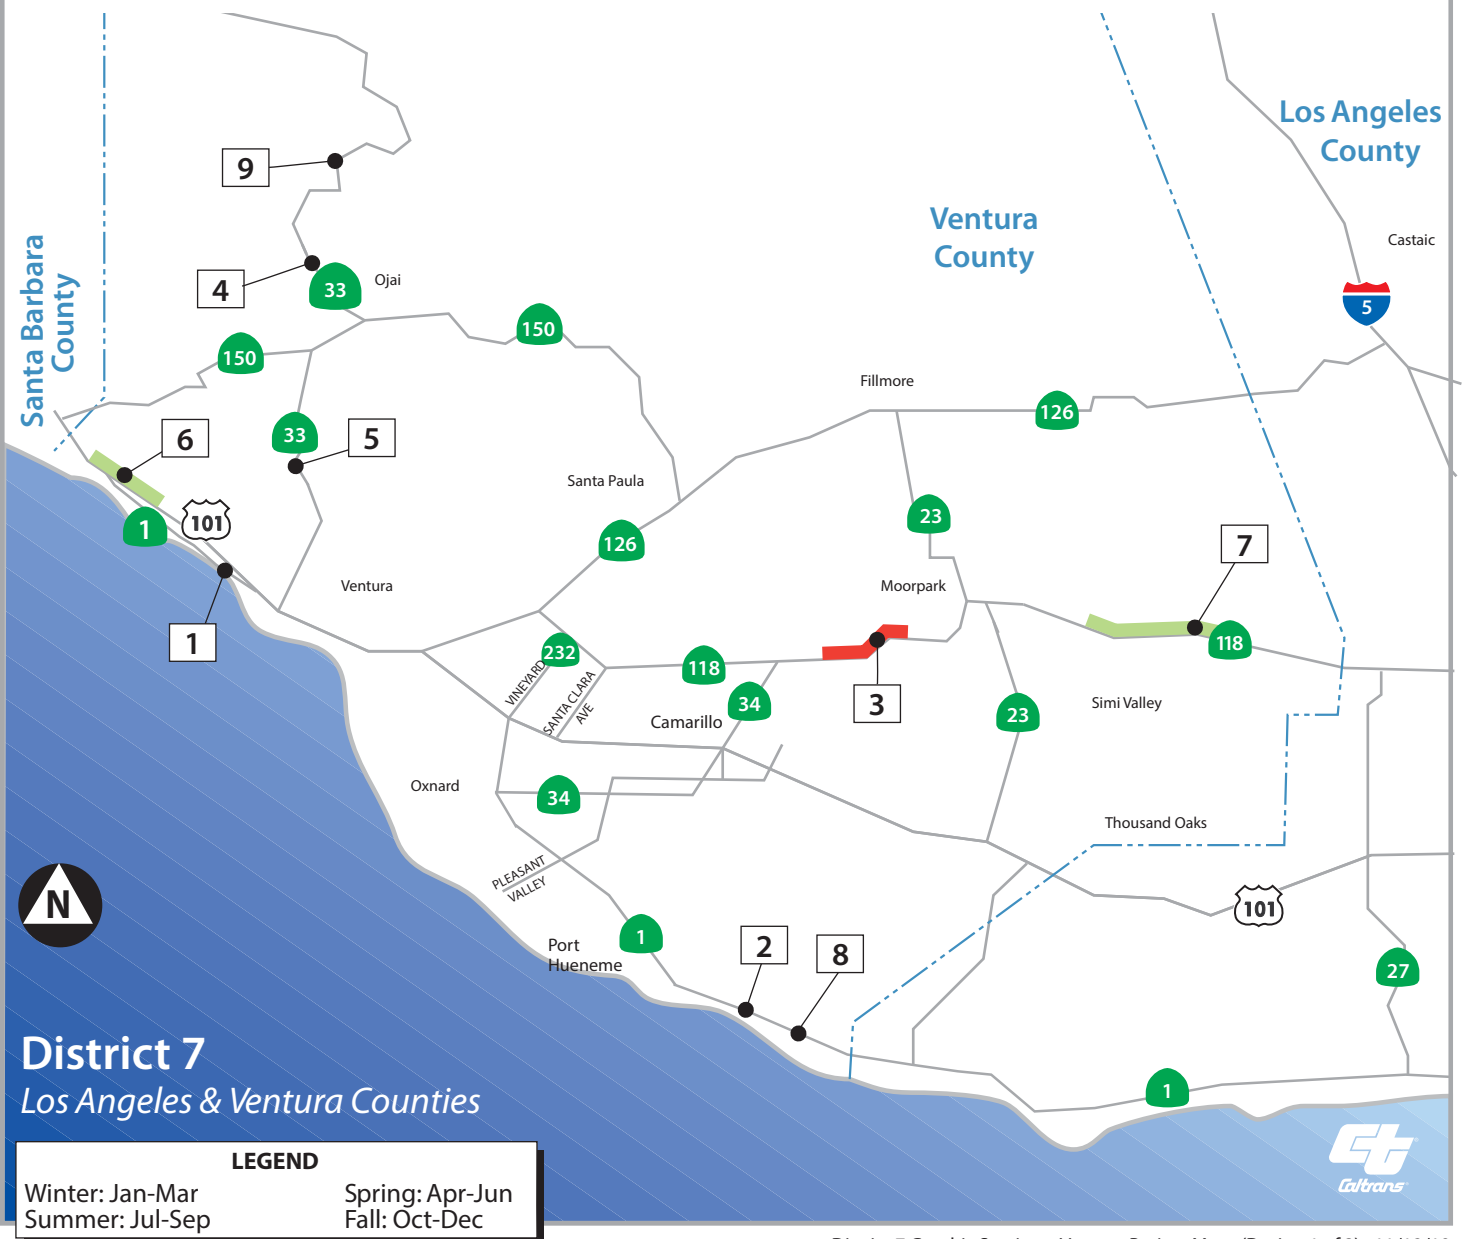 Los Angeles
County
9
Ventura
County
Castaic
Santa Barbara
County
4
33
Ojai
5
150
150
Fillmore
126
6
33
5
Santa Paula
1
101
23
126
7
Ventura
Moorpark
1
232
118
118
VINEYARD
SANTA CLARA
AVE
34
3
Camarillo
23
Simi Valley
Oxnard
34
Thousand Oaks
PLEASANT
VALLEY
101
1
Port
Hueneme
2
8
27
N
District 7
Los Angeles & Ventura Counties
1
LEGEND
Winter: Jan-Mar
Spring: Apr-Jun
Summer: Jul-Sep
Fall: Oct-Dec
Ct
Caltrans